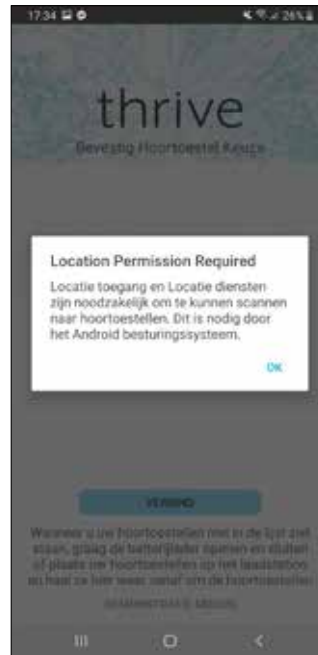 17:34
26%
thrive
Bevestig Hoortoestel Keuze
Location Permission Required
Locatie toegang en Locatie diensten
zijn noodzakelijk om te kunnen scannen
naar hoortoestellen. Dit is nodig door
het Android besturingssysteem.
OK
VERBIND
Wanneer u uw hoortoestellen niet in de lijst ziet
staan, graag de batterijlader openen en sluiten
of plaats uw hoortoestellen op het laadstation
en haal ze hier weer vanaf om de hoortoestellen
DEMONSTRATIE MODUS